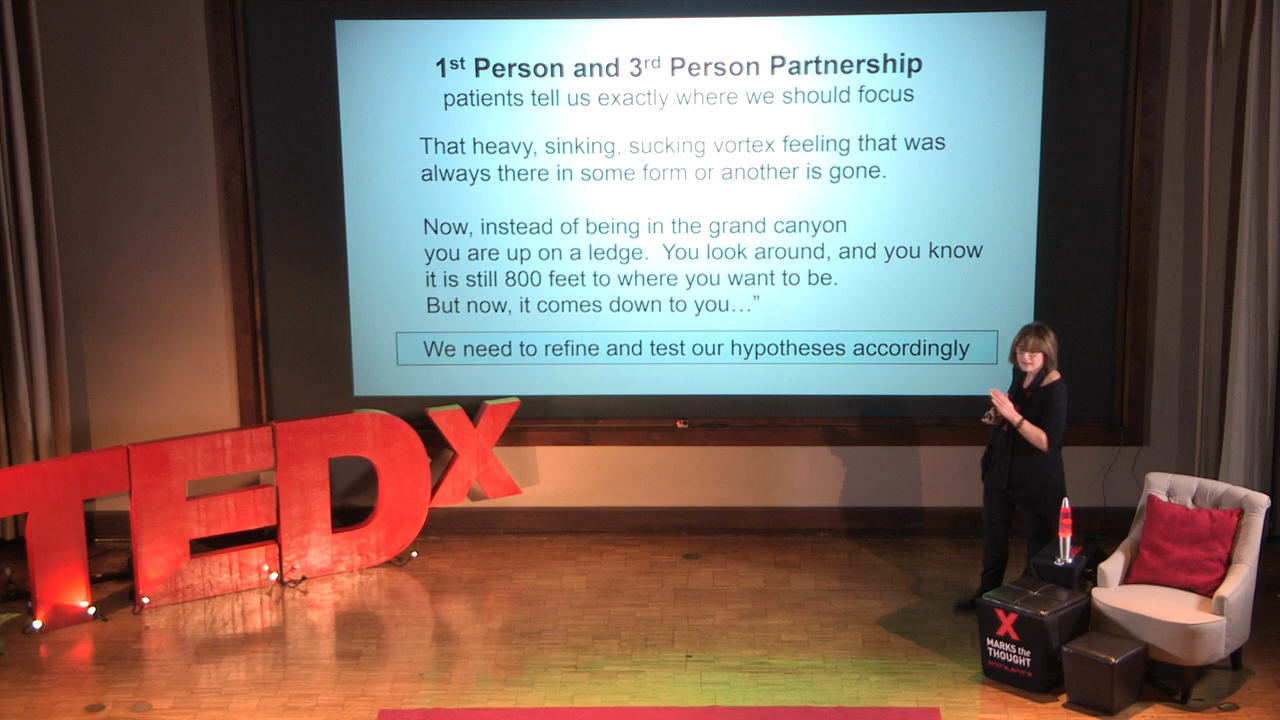 1st Person and 3rd Person Partnership
patients tell us exactly where we should focus
That heavy, sinking, sucking vortex feeling that was
always there in some form or another is gone.
Now, instead of being in the grand canyon
you are up on a ledge.  You look around, and you know
it is still 800 feet to where you want to be.
But now, it comes down to you…”
We need to refine and test our hypotheses accordingly
TEDx
X
MARKS the
THOUGHT